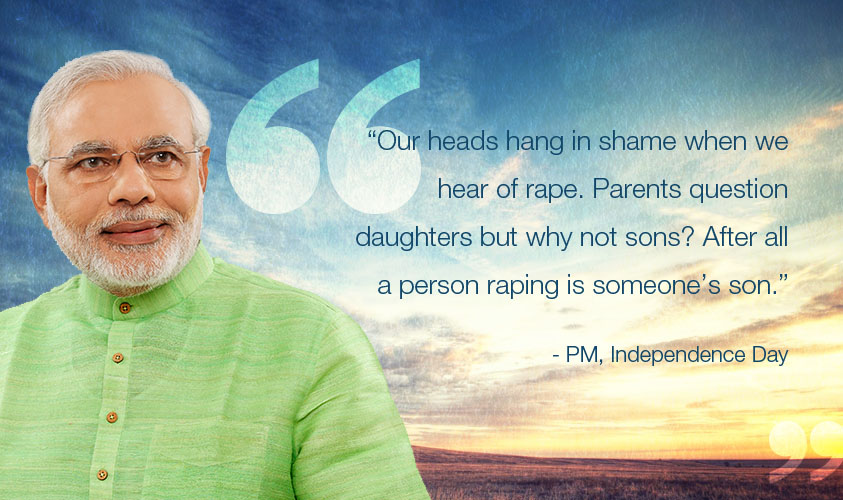 “Our heads hang in shame when we
hear of rape. Parents question
daughters but why not sons? After all
a person raping is someone’s son.”
- PM, Independence Day